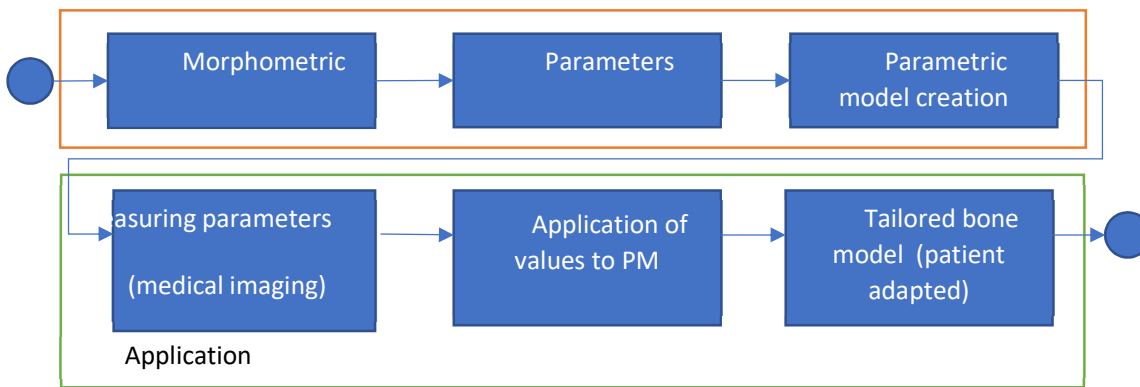 Morphometric
Parameters
Parametric
model creation
easuring parameters
(medical imaging)
Application of
values to PM
Tailored bone
model (patient
adapted)
Application